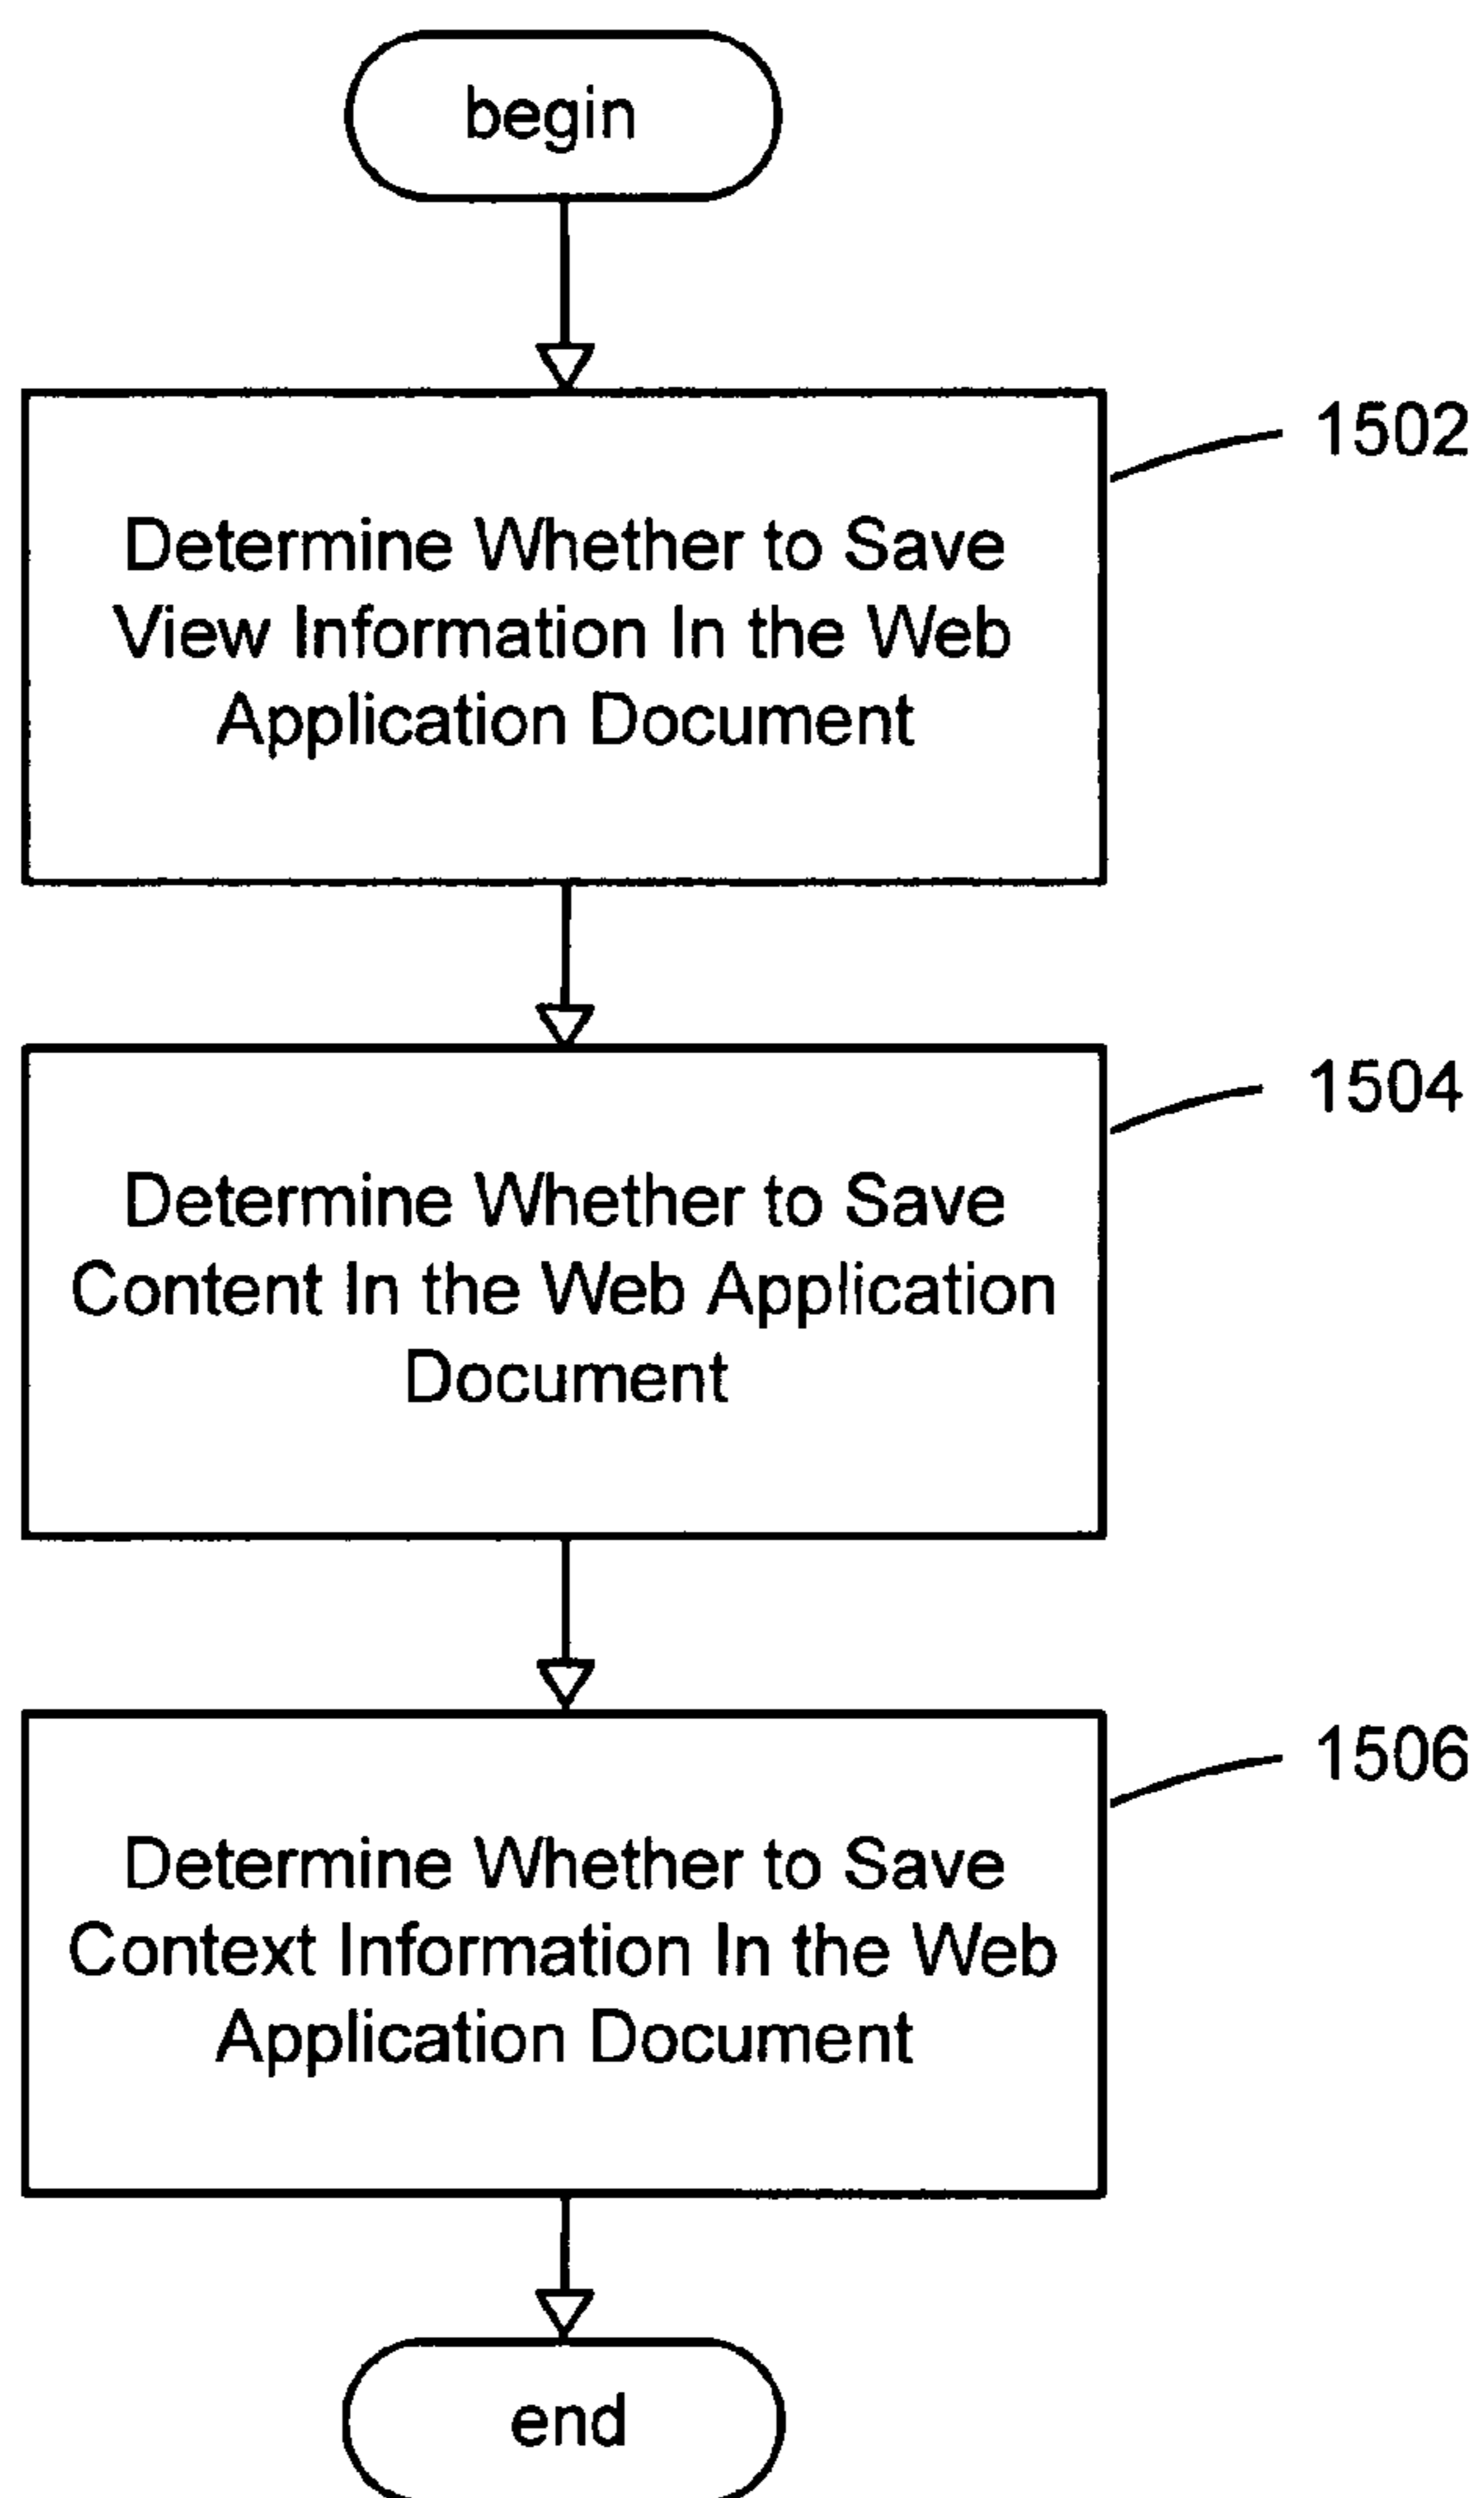 begin
1502
Determine Whether to Save
View Information In the Web
Application Document
1504
Determine Whether to Save
Content In the Web Application
Document
1506
Determine Whether to Save
Context Information In the Web
Application Document
end